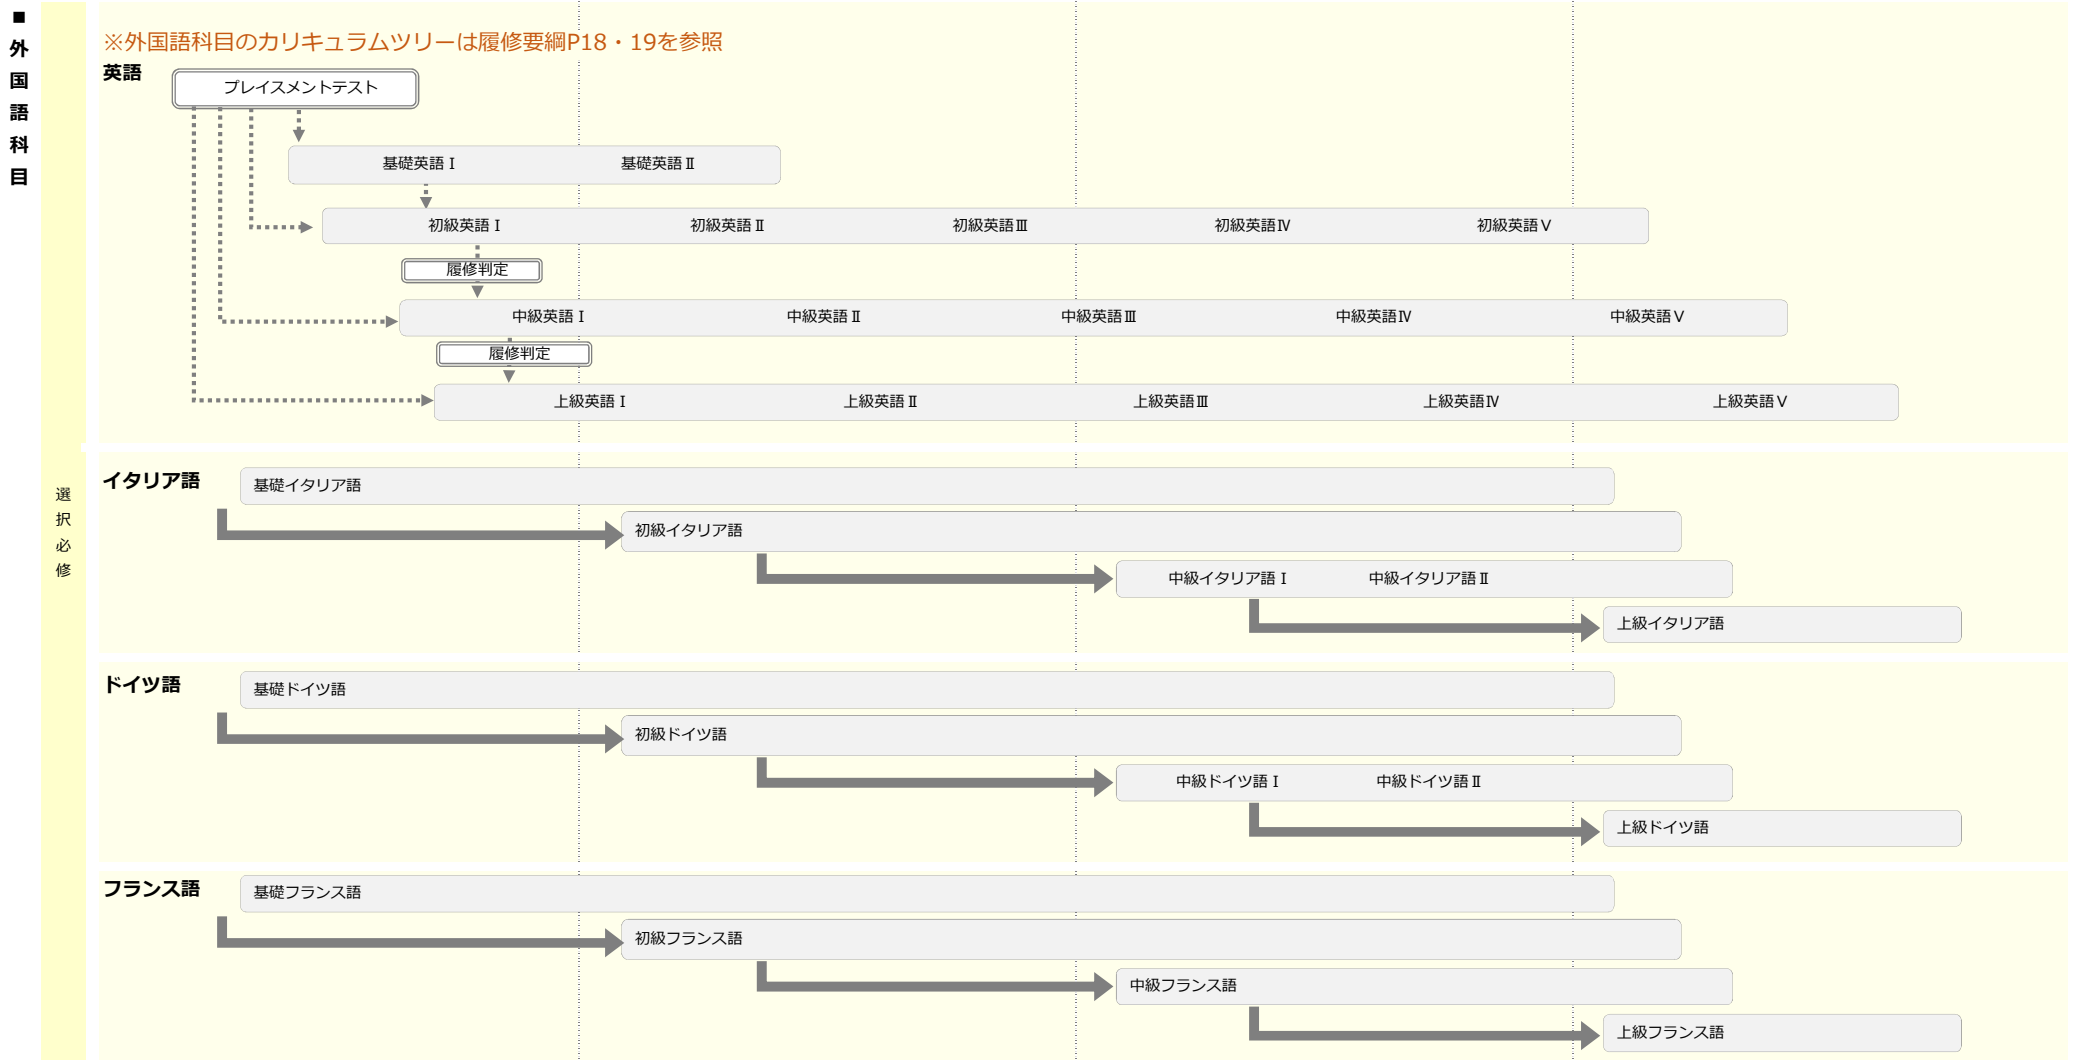 ■外国語科目
選択必修
※外国語科目のカリキュラムツリーは履修要綱P18・19を参照
英語
プレイスメントテスト
基礎英語Ⅰ 基礎英語Ⅱ
初級英語Ⅰ 初級英語Ⅱ 初級英語Ⅲ 初級英語Ⅳ 初級英語Ⅴ
履修判定
中級英語Ⅰ 中級英語Ⅱ 中級英語Ⅲ 中級英語Ⅳ 中級英語Ⅴ
履修判定
上級英語Ⅰ 上級英語Ⅱ 上級英語Ⅲ 上級英語Ⅳ 上級英語Ⅴ
イタリア語
基礎イタリア語
初級イタリア語
中級イタリア語Ⅰ 中級イタリア語Ⅱ
上級イタリア語
ドイツ語
基礎ドイツ語
初級ドイツ語
中級ドイツ語Ⅰ 中級ドイツ語Ⅱ
上級ドイツ語
フランス語
基礎フランス語
初級フランス語
中級フランス語
上級フランス語